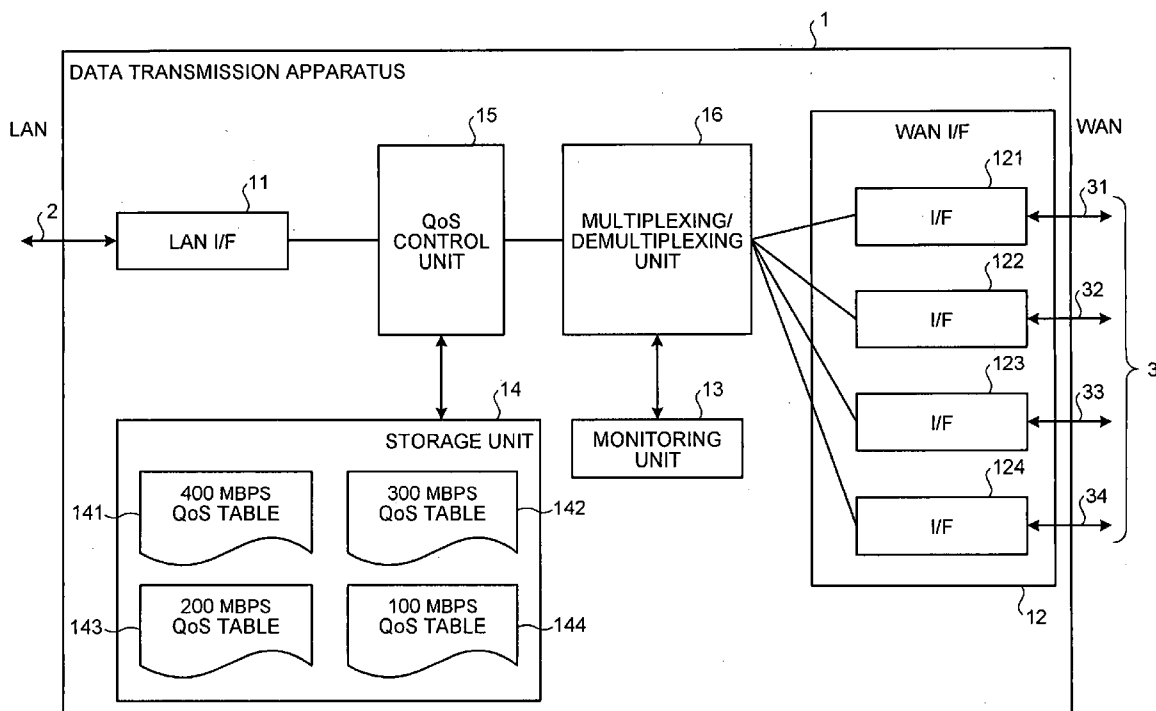 1
DATA TRANSMISSION APPARATUS
LAN
WAN
15
16
WAN I/F
11
121
2
31
LAN I/F
QoS
CONTROL
UNIT
MULTIPLEXING/
DEMULTIPLEXING
UNIT
I/F
122
32
I/F
3
14
13
123
33
STORAGE UNIT
MONITORING
UNIT
I/F
124
34
141
400 MBPS
QoS TABLE
300 MBPS
QoS TABLE
142
I/F
143
200 MBPS
QoS TABLE
100 MBPS
QoS TABLE
144
12